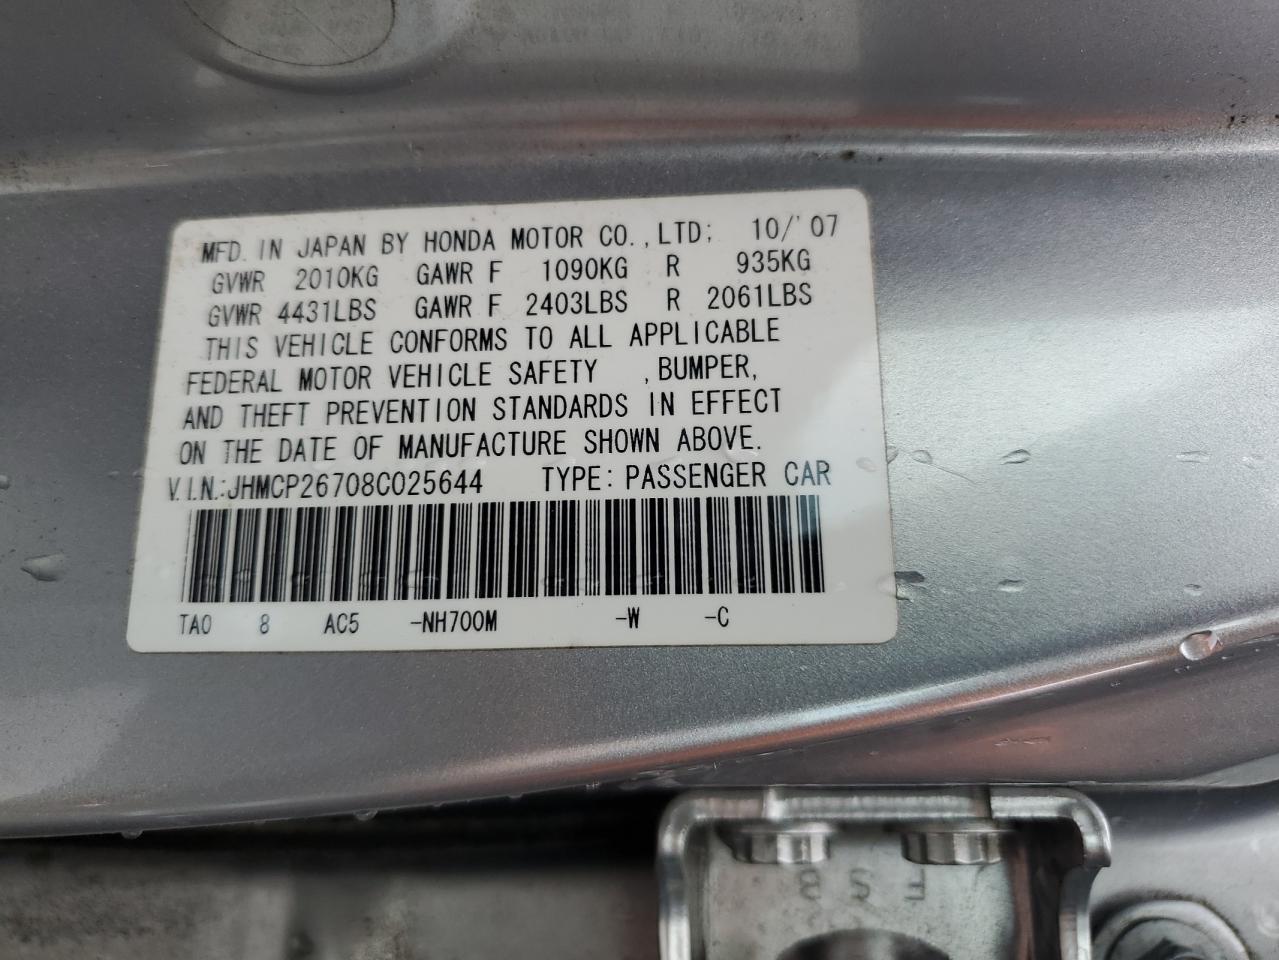 MFD. IN JAPAN BY HONDA MOTOR CO.,LTD; 10/'07
GVWR 2010KG GAWR F 1090KG R 935KG
GVWR 4431LBS GAWR F 2403LBS R 2061LBS
THIS VEHICLE CONFORMS TO ALL APPLICABLE
FEDERAL MOTOR VEHICLE SAFETY ,BUMPER,
AND THEFT PREVENTION STANDARDS IN EFFECT
ON THE DATE OF MANUFACTURE SHOWN ABOVE.
V.I.N.:JHMCP26708C025644 TYPE: PASSENGER CAR
TA0 8 AC5 -NH700M -W -C